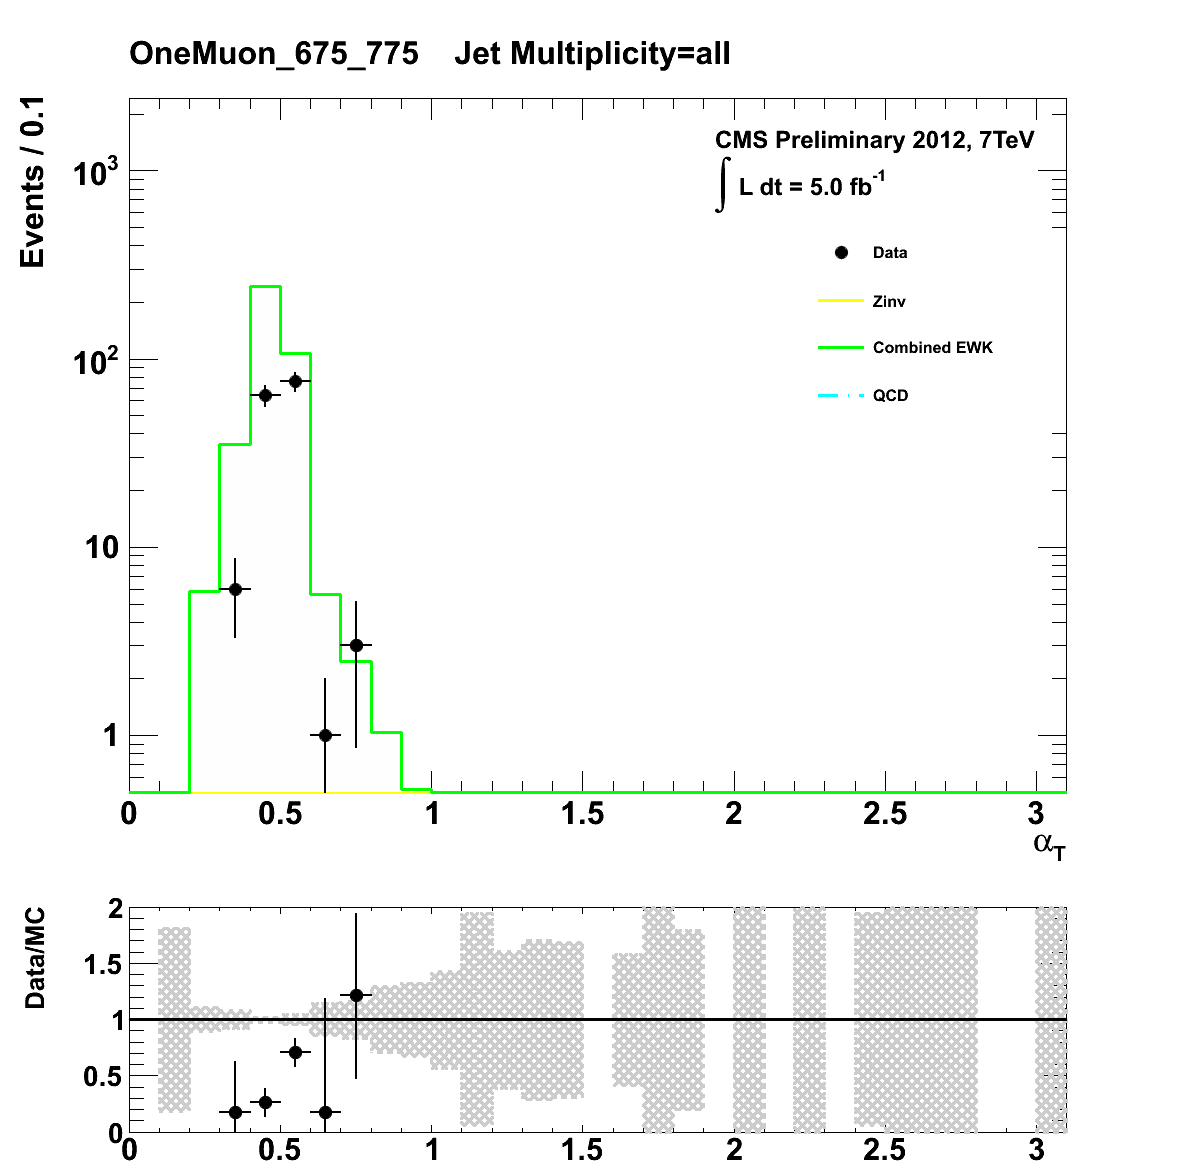 OneMuon_675_775 Jet Multiplicity=all
Events / 0.1
CMS Preliminary 2012, 7TeV
∫ L dt = 5.0 fb⁻¹
Data
Zinv
Combined EWK
QCD
10³
10²
10
1
0 0.5 1 1.5 2 2.5 3
α_T
Data/MC
2
1.5
1
0.5
0
0 0.5 1 1.5 2 2.5 3